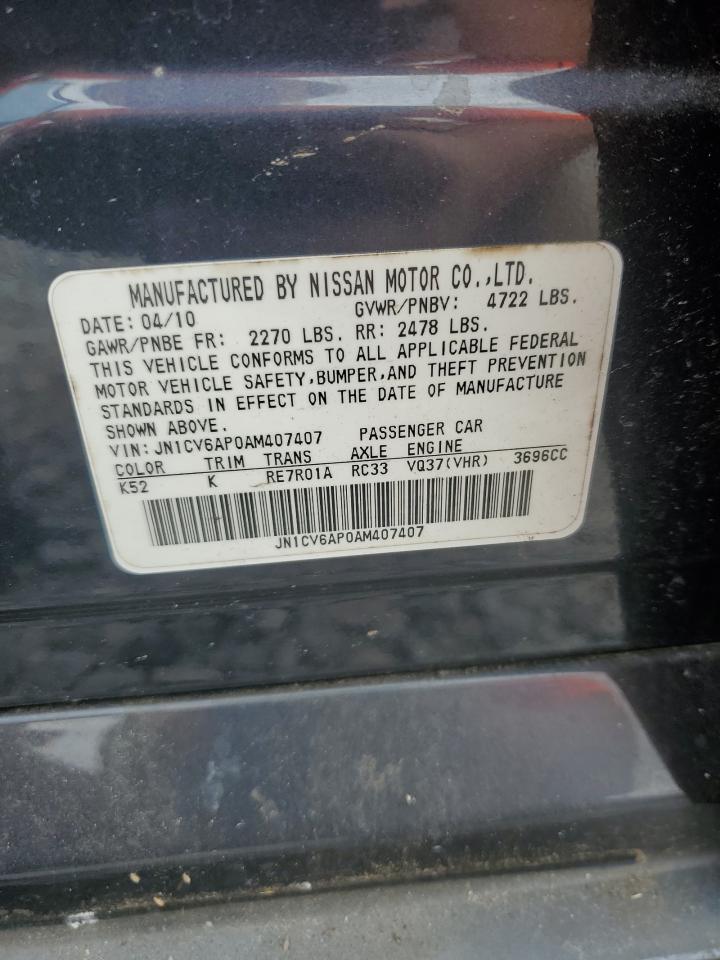 MANUFACTURED BY NISSAN MOTOR CO.,LTD.
DATE: 04/10 GVWR/PNBV: 4722 LBS.
GAWR/PNBE FR: 2270 LBS. RR: 2478 LBS.
THIS VEHICLE CONFORMS TO ALL APPLICABLE FEDERAL
MOTOR VEHICLE SAFETY,BUMPER,AND THEFT PREVENTION
STANDARDS IN EFFECT ON THE DATE OF MANUFACTURE
SHOWN ABOVE.
VIN: JN1CV6AP0AM407407 PASSENGER CAR
COLOR TRIM TRANS AXLE ENGINE
K52 K RE7R01A RC33 VQ37(VHR) 3696CC
JN1CV6AP0AM407407